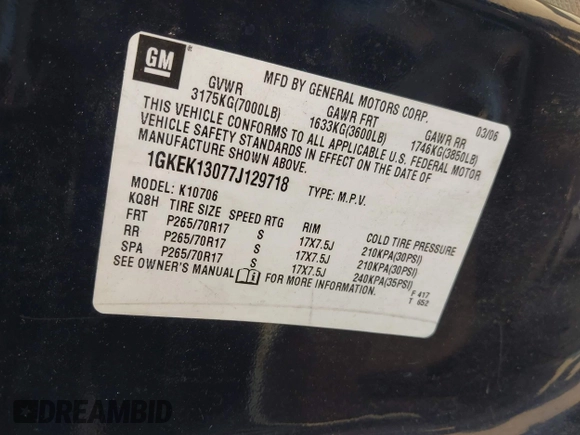 GM
MFD BY GENERAL MOTORS CORP. 03/06
GVWR GAWR FRT GAWR RR
3175KG(7000LB) 1633KG(3600LB) 1746KG(3850LB)
THIS VEHICLE CONFORMS TO ALL APPLICABLE U.S. FEDERAL MOTOR
VEHICLE SAFETY STANDARDS IN EFFECT ON THE DATE OF
MANUFACTURE SHOWN ABOVE.
1GKEK13077J129718 TYPE: M.P.V.
MODEL: K10706
KQ8H TIRE SIZE SPEED RTG RIM COLD TIRE PRESSURE
FRT P265/70R17 S 17X7.5J 210KPA(30PSI)
RR P265/70R17 S 17X7.5J 210KPA(30PSI)
SPA P265/70R17 S 17X7.5J 240KPA(35PSI)
SEE OWNER'S MANUAL FOR MORE INFORMATION.
F 417
T 652
DREAMBID